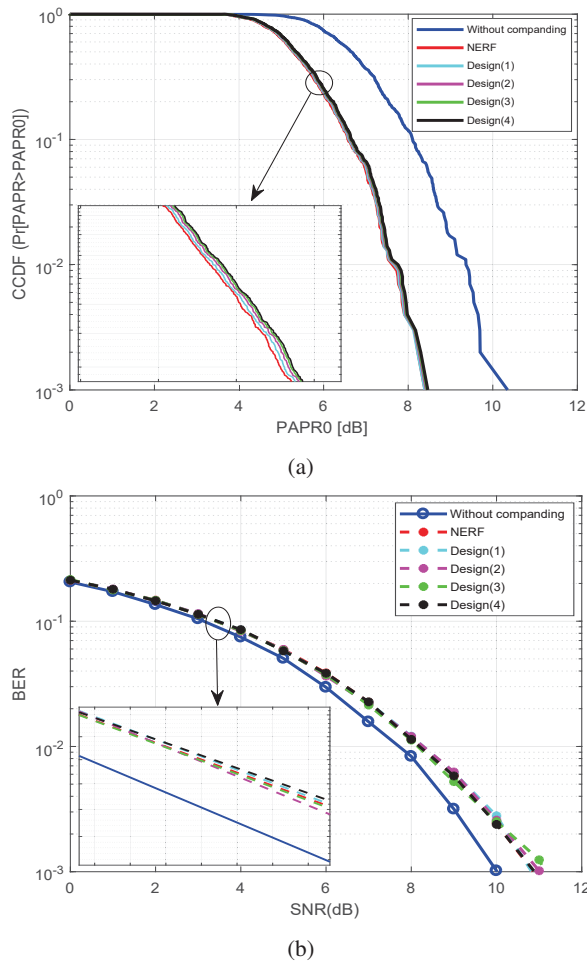 10^0
10^-1
10^-2
10^-3
CCDF (Pr[PAPR>PAPR0])
Without companding
NERF
Design(1)
Design(2)
Design(3)
Design(4)
0 2 4 6 8 10 12
PAPR0 [dB]
(a)
10^0
10^-1
10^-2
10^-3
BER
Without companding
NERF
Design(1)
Design(2)
Design(3)
Design(4)
0 2 4 6 8 10 12
SNR(dB)
(b)